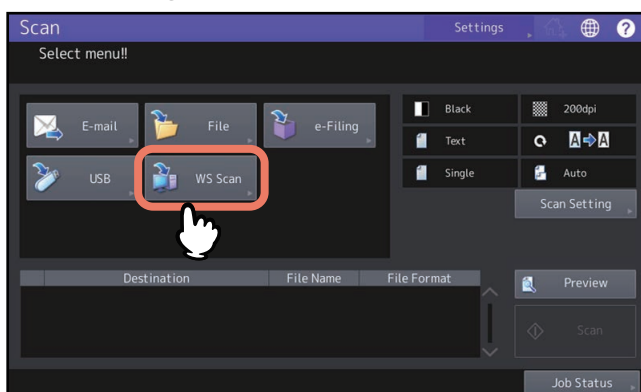 Scan
Settings
?
Select menu!!
E-mail
File
e-Filing
USB
WS Scan
Black
200dpi
Text
A A
Single
Auto
Scan Setting
Destination File Name File Format
Preview
Scan
Job Status